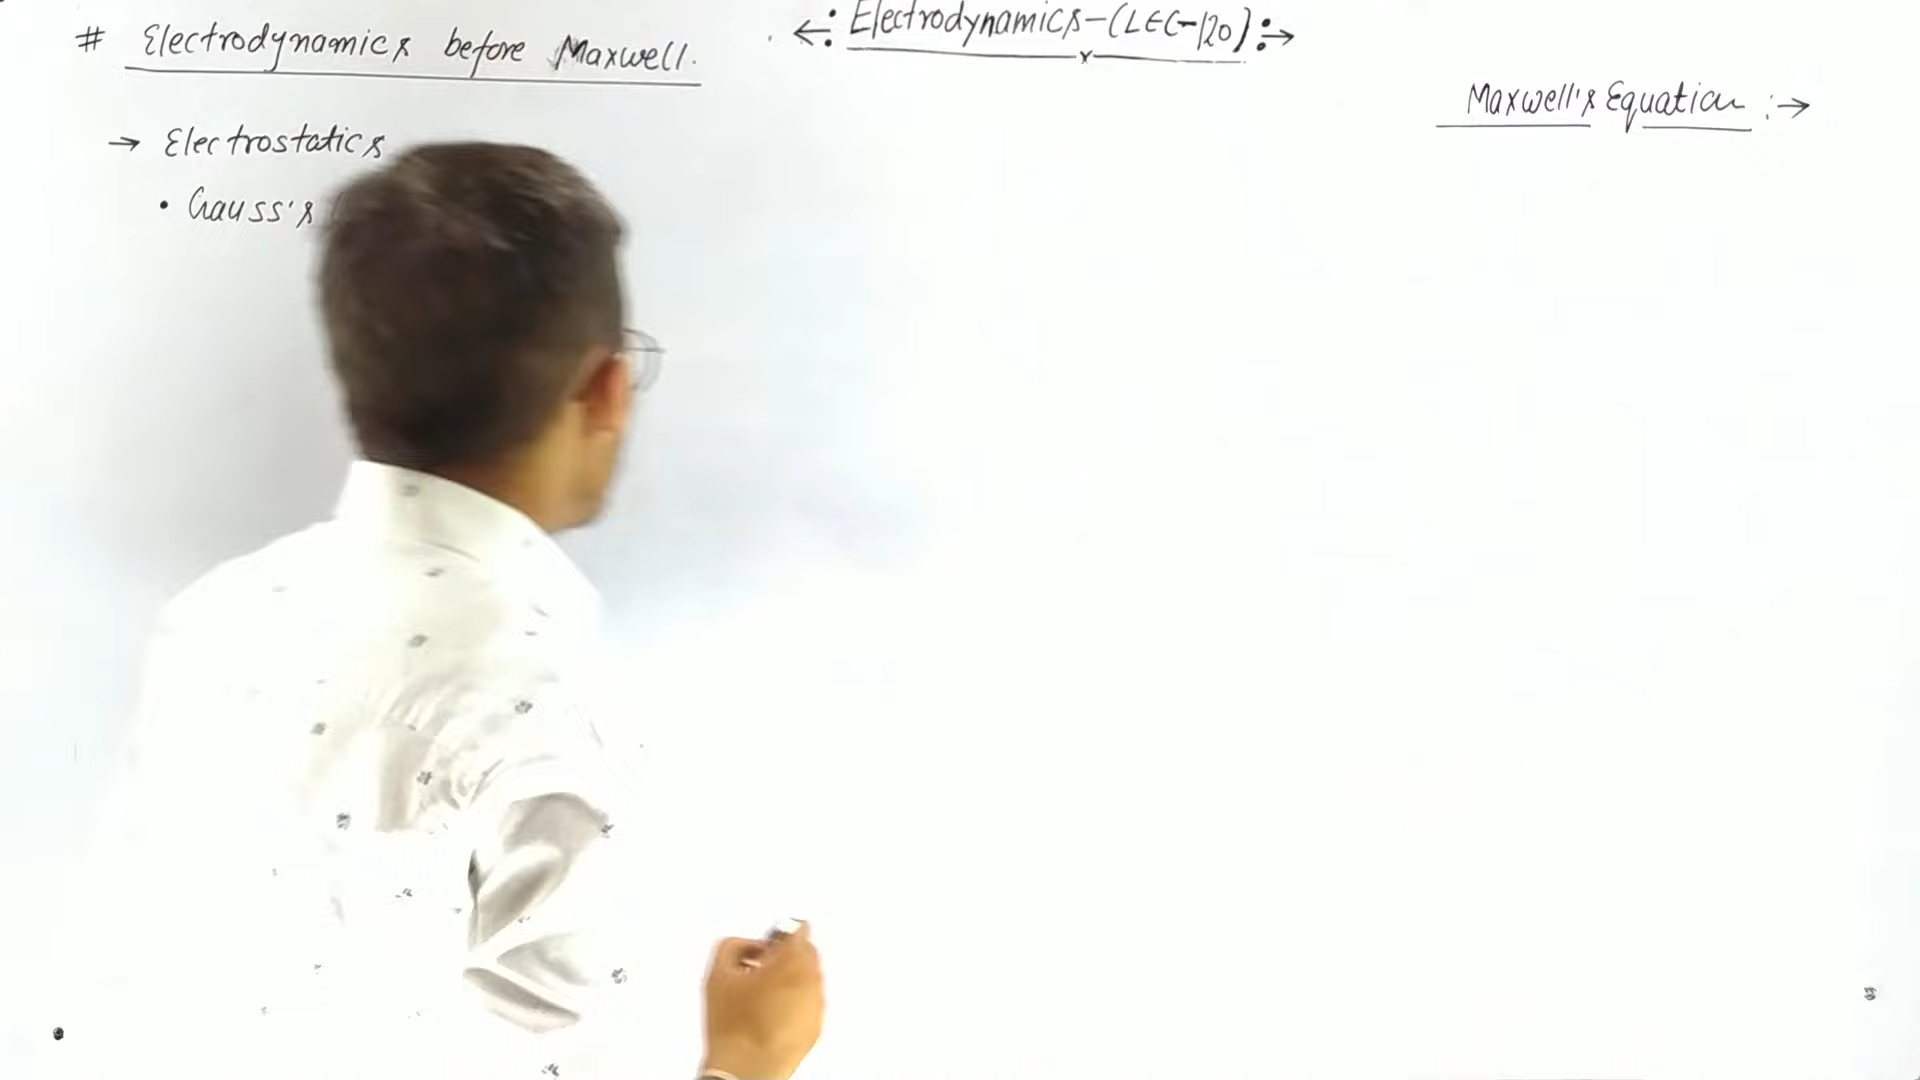 # Electrodynamics before Maxwell.
←: Electrodynamics-(LEC-120) :→
Maxwell's Equation :→
→ Electrostatics
• Gauss's